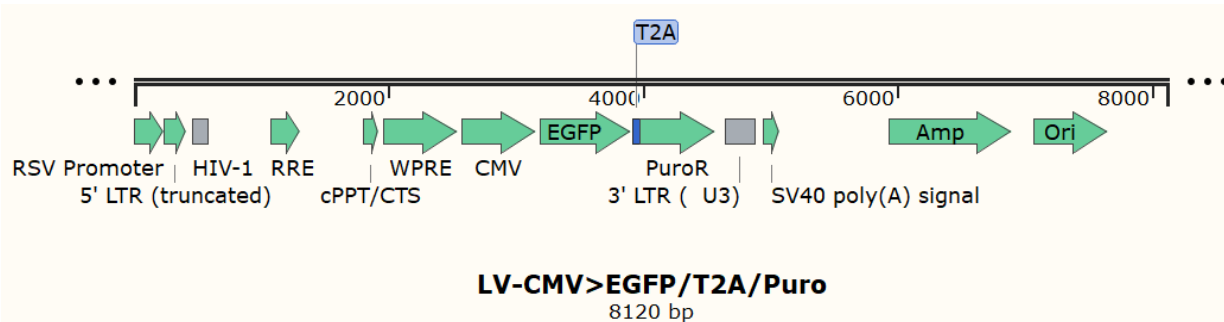 T2A
2000 4000 6000 8000
EGFP Amp Ori
RSV Promoter HIV-1 RRE WPRE CMV PuroR
5' LTR (truncated) cPPT/CTS 3' LTR ( U3) SV40 poly(A) signal
LV-CMV>EGFP/T2A/Puro
8120 bp